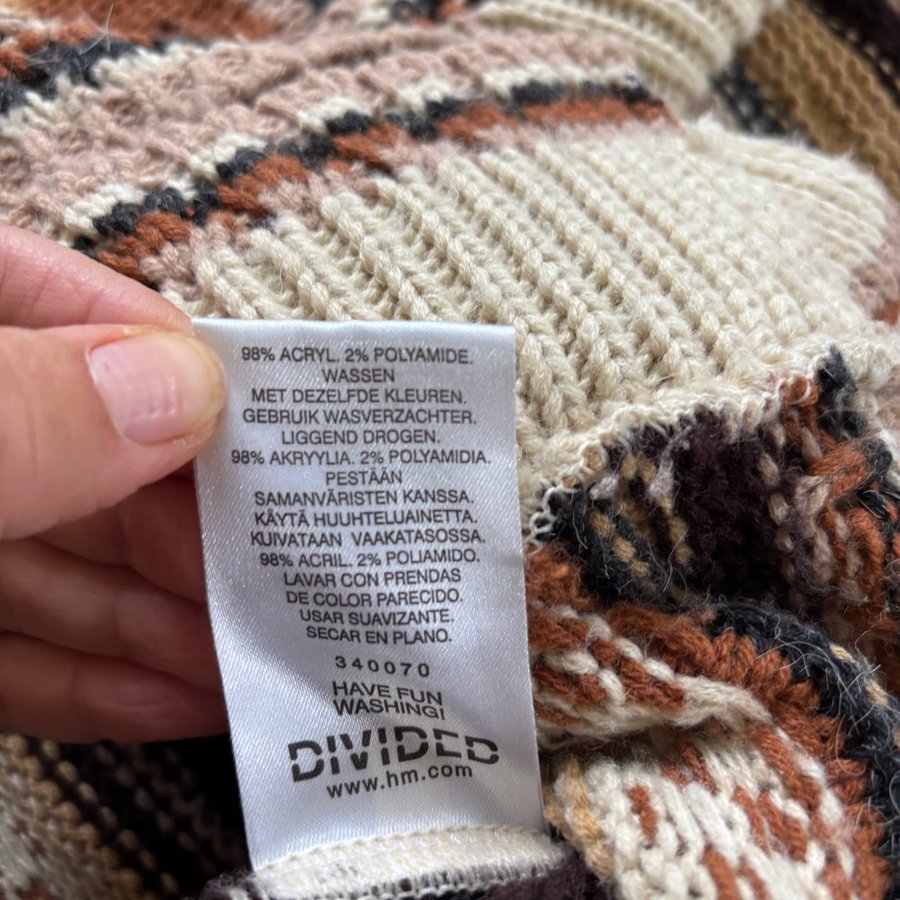 98% ACRYL. 2% POLYAMIDE.
WASSEN
MET DEZELFDE KLEUREN.
GEBRUIK WASVERZACHTER.
LIGGEND DROGEN.
98% AKRYYLIA. 2% POLYAMIDIA.
PESTÄÄN
SAMANVÄRISTEN KANSSA.
KÄYTÄ HUUHTELUAINETTA.
KUIVATAAN VAAKATASOSSA.
98% ACRIL. 2% POLIAMIDO.
LAVAR CON PRENDAS
DE COLOR PARECIDO.
USAR SUAVIZANTE.
SECAR EN PLANO.
340070
HAVE FUN
WASHING!
DIVIDED
www.hm.com